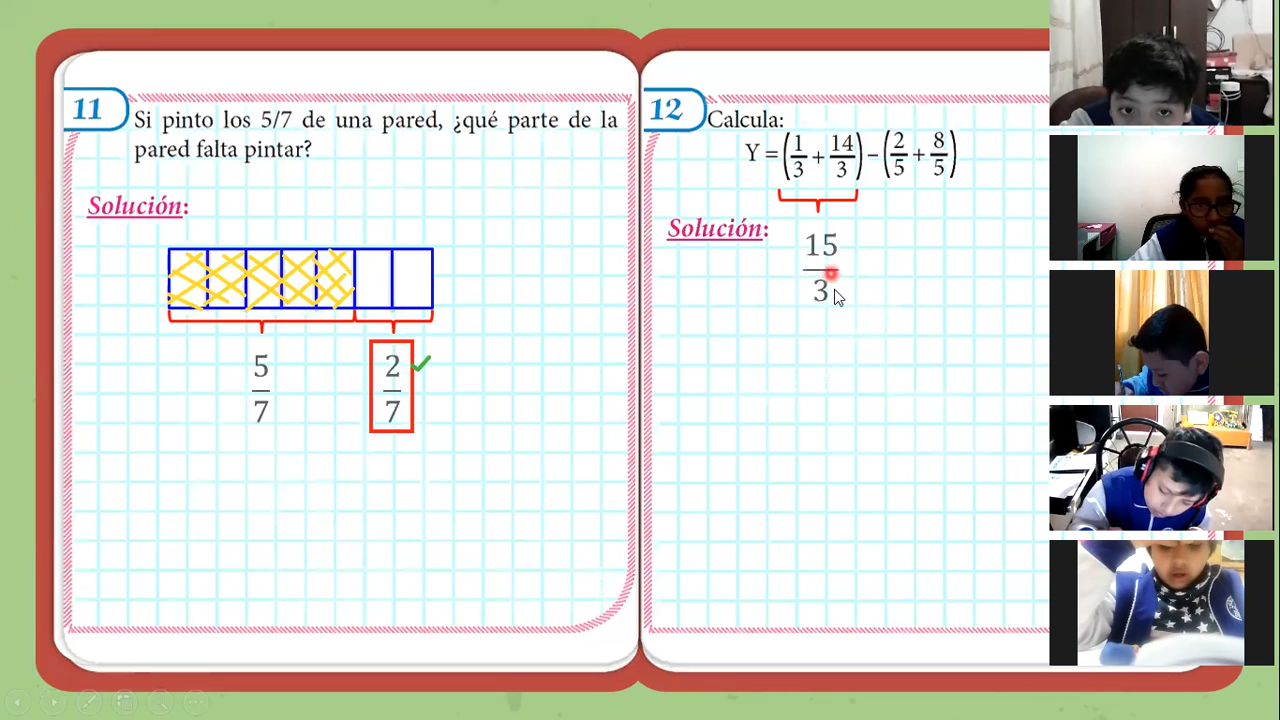 11
Si pinto los 5/7 de una pared, ¿qué parte de la
pared falta pintar?
Solución:
5/7
2/7
12
Calcula:
Y = (1/3 + 14/3) − (2/5 + 8/5)
Solución:
15/3